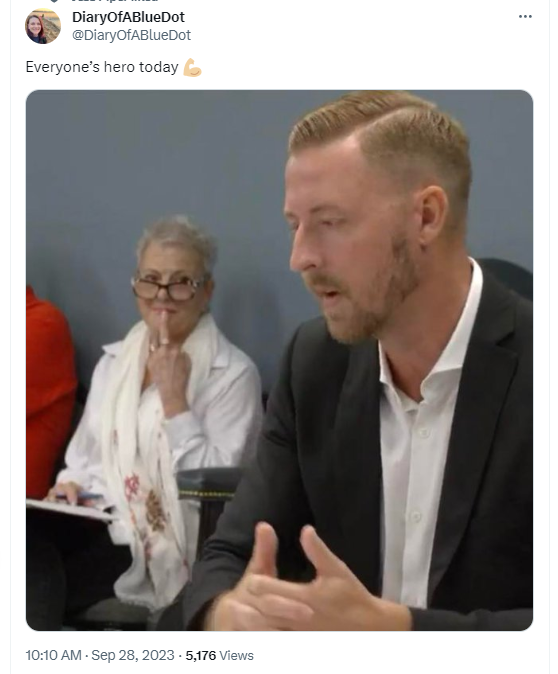 DiaryOfABlueDot
@DiaryOfABlueDot
Everyone's hero today 💪🏼
10:10 AM · Sep 28, 2023 · 5,176 Views